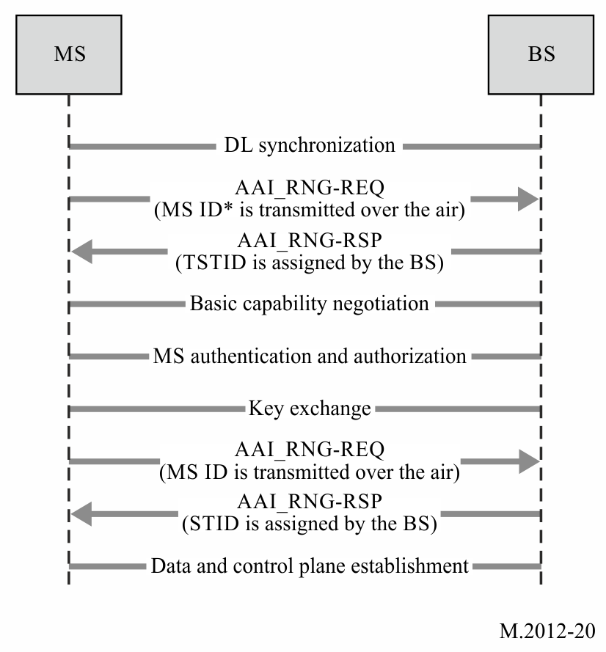 MS
BS
DL synchronization
AAI_RNG-REQ
(MS ID* is transmitted over the air)
AAI_RNG-RSP
(TSTID is assigned by the BS)
Basic capability negotiation
MS authentication and authorization
Key exchange
AAI_RNG-REQ
(MS ID is transmitted over the air)
AAI_RNG-RSP
(STID is assigned by the BS)
Data and control plane establishment
M.2012-20